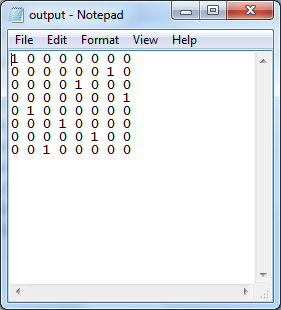 output - Notepad
File Edit Format View Help
1 0 0 0 0 0 0 0
0 0 0 0 0 0 1 0
0 0 0 0 1 0 0 0
0 0 0 0 0 0 0 1
0 1 0 0 0 0 0 0
0 0 0 1 0 0 0 0
0 0 0 0 0 1 0 0
0 0 1 0 0 0 0 0